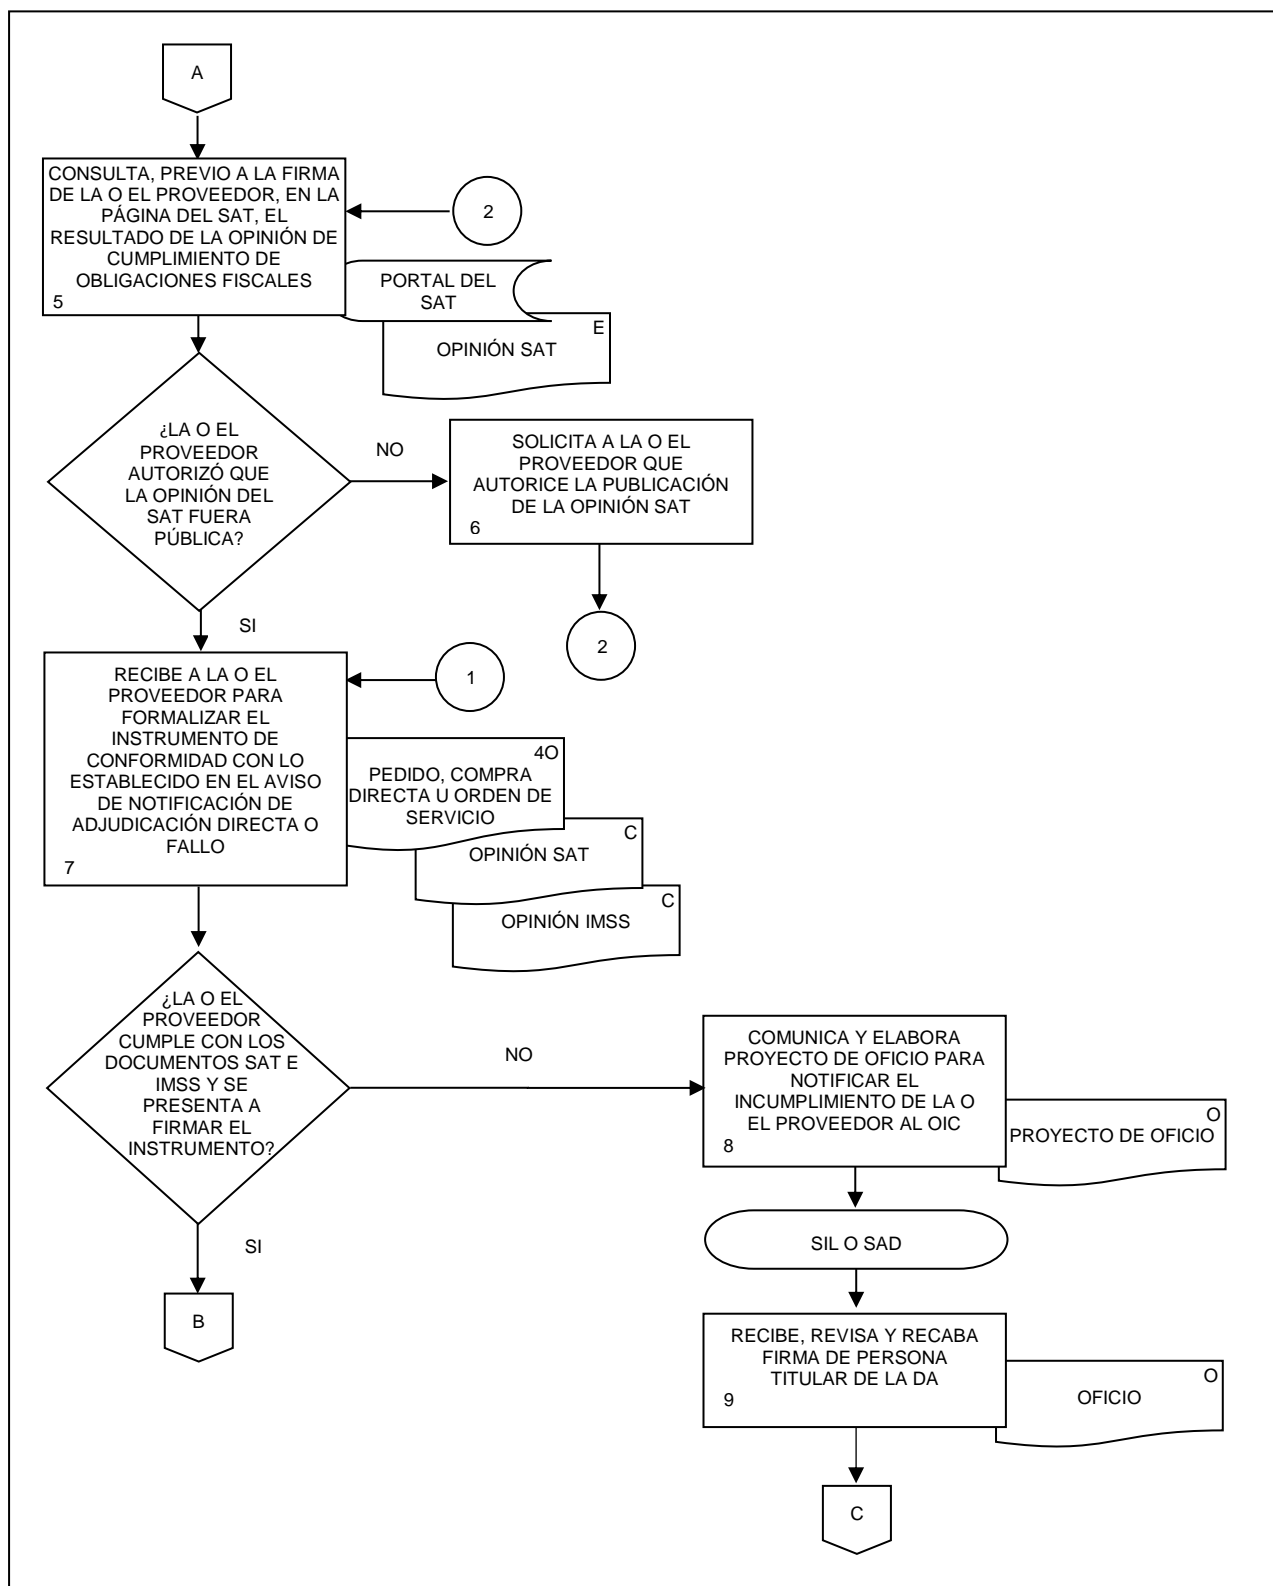 A
CONSULTA, PREVIO A LA FIRMA
DE LA O EL PROVEEDOR, EN LA
PÁGINA DEL SAT, EL
RESULTADO DE LA OPINIÓN DE
CUMPLIMIENTO DE
OBLIGACIONES FISCALES
5
2
PORTAL DEL
SAT
E
OPINIÓN SAT
¿LA O EL
PROVEEDOR
AUTORIZÓ QUE
LA OPINIÓN DEL
SAT FUERA
PÚBLICA?
NO
SOLICITA A LA O EL
PROVEEDOR QUE
AUTORICE LA PUBLICACIÓN
DE LA OPINIÓN SAT
6
2
SI
RECIBE A LA O EL
PROVEEDOR PARA
FORMALIZAR EL
INSTRUMENTO DE
CONFORMIDAD CON LO
ESTABLECIDO EN EL AVISO
DE NOTIFICACIÓN DE
ADJUDICACIÓN DIRECTA O
FALLO
7
1
4O
PEDIDO, COMPRA
DIRECTA U ORDEN DE
SERVICIO
C
OPINIÓN SAT
C
OPINIÓN IMSS
¿LA O EL
PROVEEDOR
CUMPLE CON LOS
DOCUMENTOS SAT E
IMSS Y SE
PRESENTA A
FIRMAR EL
INSTRUMENTO?
NO
COMUNICA Y ELABORA
PROYECTO DE OFICIO PARA
NOTIFICAR EL
INCUMPLIMIENTO DE LA O
EL PROVEEDOR AL OIC
8
O
PROYECTO DE OFICIO
SI
B
SIL O SAD
RECIBE, REVISA Y RECABA
FIRMA DE PERSONA
TITULAR DE LA DA
9
O
OFICIO
C